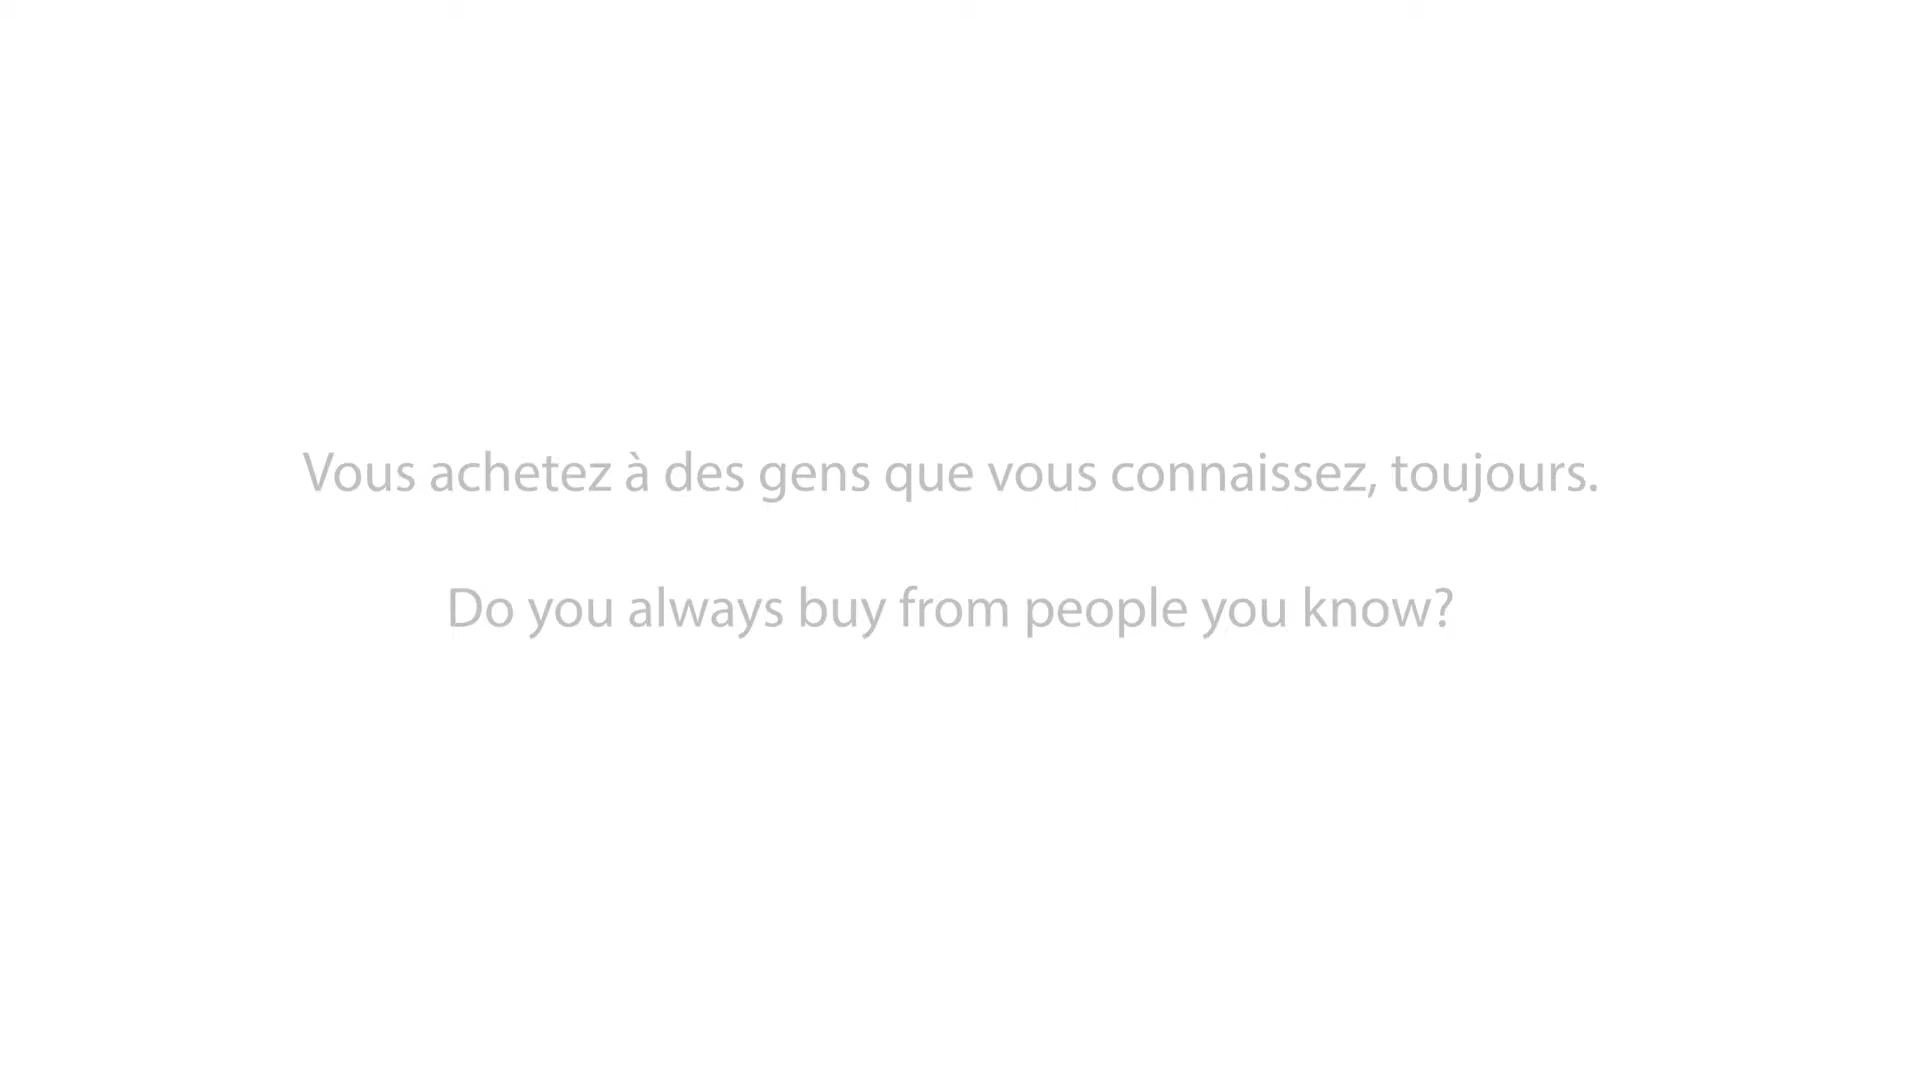 Vous achetez à des gens que vous connaissez, toujours.
Do you always buy from people you know?